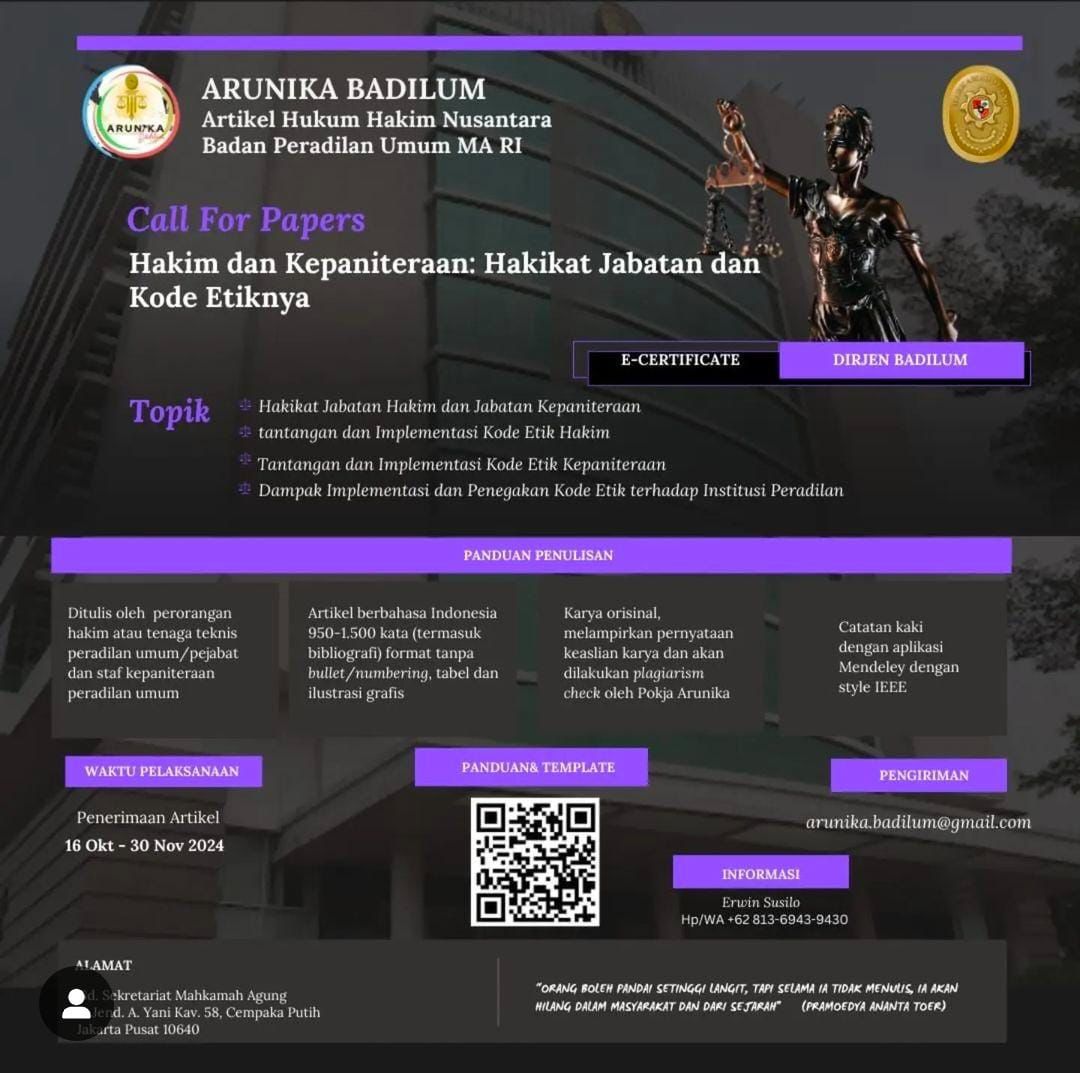 ARUNIKA
ARUNIKA BADILUM
Artikel Hukum Hakim Nusantara
Badan Peradilan Umum MA RI
Call For Papers
Hakim dan Kepaniteraan: Hakikat Jabatan dan
Kode Etiknya
E-CERTIFICATE
DIRJEN BADILUM
Topik
Hakikat Jabatan Hakim dan Jabatan Kepaniteraan
tantangan dan Implementasi Kode Etik Hakim
Tantangan dan Implementasi Kode Etik Kepaniteraan
Dampak Implementasi dan Penegakan Kode Etik terhadap Institusi Peradilan
PANDUAN PENULISAN
Ditulis oleh perorangan
hakim atau tenaga teknis
peradilan umum/pejabat
dan staf kepaniteraan
peradilan umum
Artikel berbahasa Indonesia
950-1.500 kata (termasuk
bibliografi) format tanpa
bullet/numbering, tabel dan
ilustrasi grafis
Karya orisinal,
melampirkan pernyataan
keaslian karya dan akan
dilakukan plagiarism
check oleh Pokja Arunika
Catatan kaki
dengan aplikasi
Mendeley dengan
style IEEE
WAKTU PELAKSANAAN
Penerimaan Artikel
16 Okt - 30 Nov 2024
PANDUAN& TEMPLATE
PENGIRIMAN
arunika.badilum@gmail.com
INFORMASI
Erwin Susilo
Hp/WA +62 813-6943-9430
ALAMAT
Sekretariat Mahkamah Agung
Jend. A. Yani Kav. 58, Cempaka Putih
Jakarta Pusat 10640
"ORANG BOLEH PANDAI SETINGGI LANGIT, TAPI SELAMA IA TIDAK MENULIS, IA AKAN
HILANG DALAM MASYARAKAT DAN DARI SEJARAH" (PRAMOEDYA ANANTA TOER)